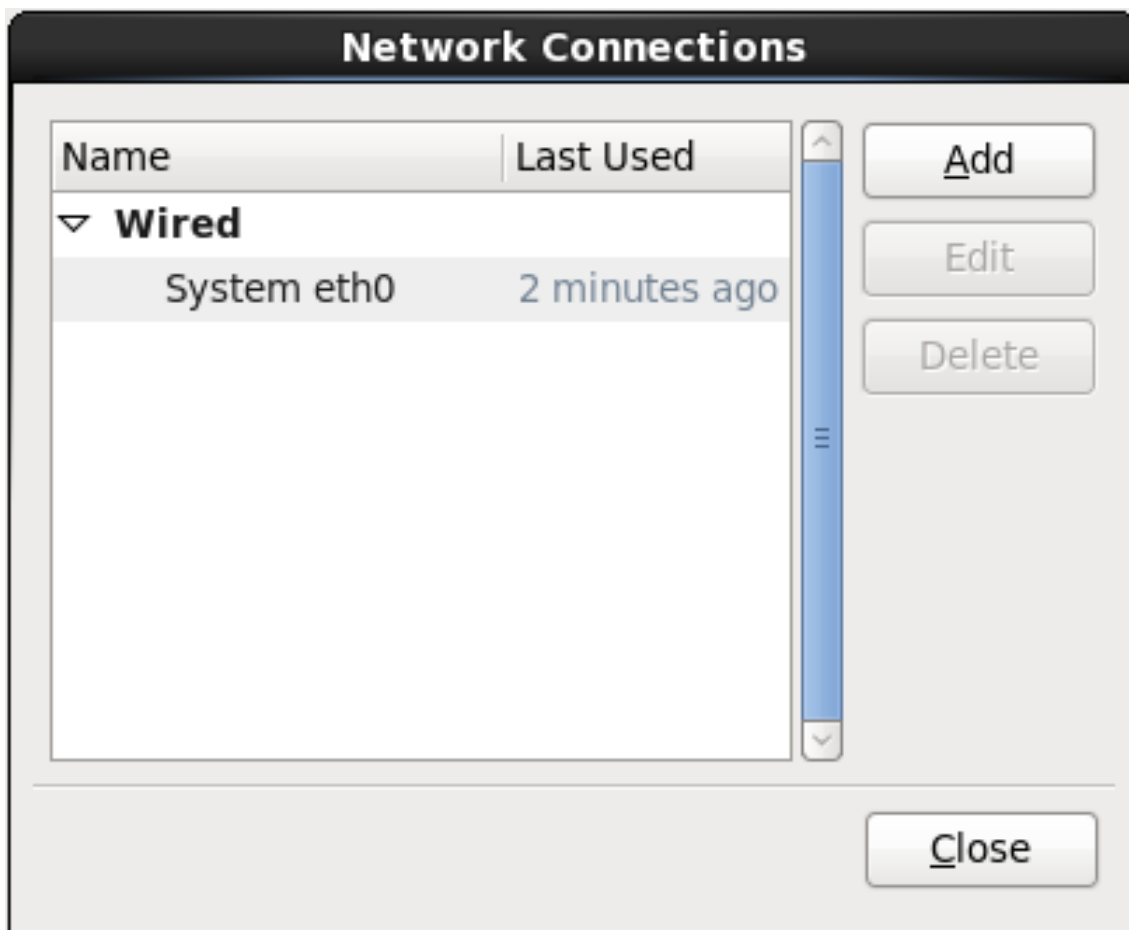 Network Connections
Name Last Used Add
Wired
Edit
System eth0 2 minutes ago
Delete
Close